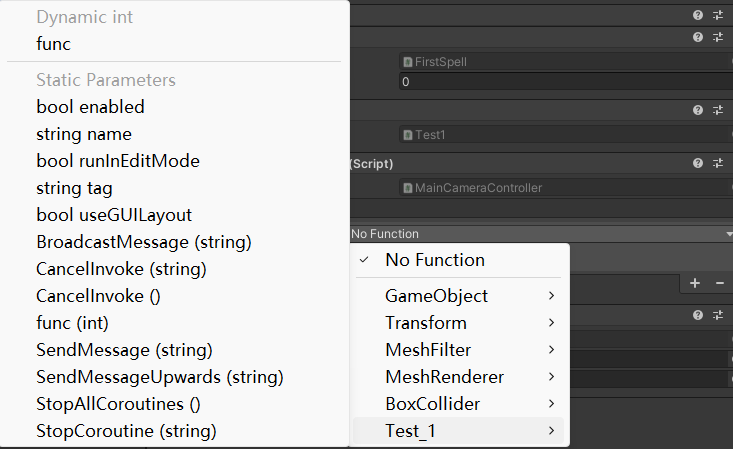 Dynamic int
func
Static Parameters
bool enabled
string name
bool runInEditMode
string tag
bool useGUILayout
BroadcastMessage (string)
CancelInvoke (string)
CancelInvoke ()
func (int)
SendMessage (string)
SendMessageUpwards (string)
StopAllCoroutines ()
StopCoroutine (string)
FirstSpell
0
Test1
(Script)
MainCameraController
No Function
No Function
GameObject
Transform
MeshFilter
MeshRenderer
BoxCollider
Test_1